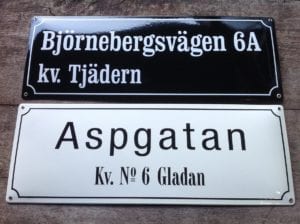 Björnebergsvägen 6A
kv. Tjädern
Aspgatan
Kv. Nº 6 Gladan